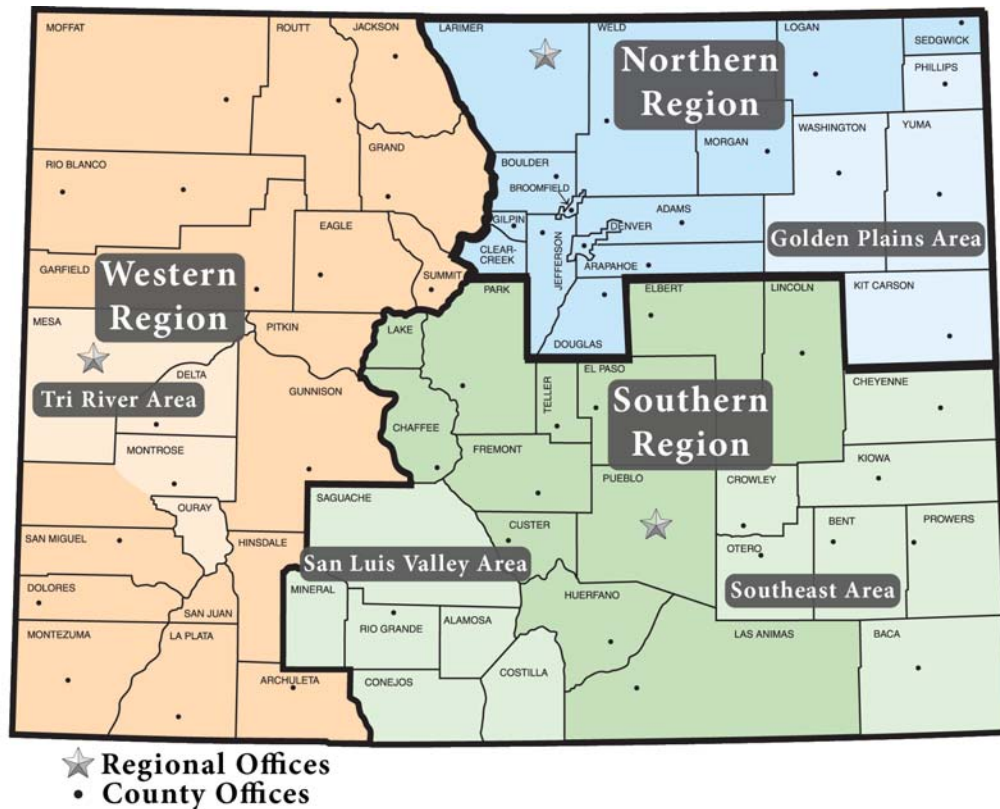 MOFFAT
ROUTT
JACKSON
LARIMER
WELD
LOGAN
SEDGWICK
PHILLIPS
Northern
Region
WASHINGTON
YUMA
MORGAN
GRAND
RIO BLANCO
BOULDER
BROOMFIELD
GILPIN
ADAMS
DENVER
EAGLE
CLEAR-
CREEK
JEFFERSON
ARAPAHOE
Golden Plains Area
GARFIELD
Western
Region
SUMMIT
PARK
ELBERT
LINCOLN
KIT CARSON
MESA
PITKIN
LAKE
DOUGLAS
Tri River Area
DELTA
GUNNISON
EL PASO
TELLER
Southern
Region
CHEYENNE
CHAFFEE
MONTROSE
FREMONT
KIOWA
PUEBLO
CROWLEY
OURAY
SAGUACHE
CUSTER
BENT
PROWERS
SAN MIGUEL
HINSDALE
OTERO
San Luis Valley Area
DOLORES
MINERAL
HUERFANO
Southeast Area
SAN JUAN
RIO GRANDE
ALAMOSA
MONTEZUMA
LA PLATA
LAS ANIMAS
BACA
ARCHULETA
CONEJOS
COSTILLA
Regional Offices
County Offices